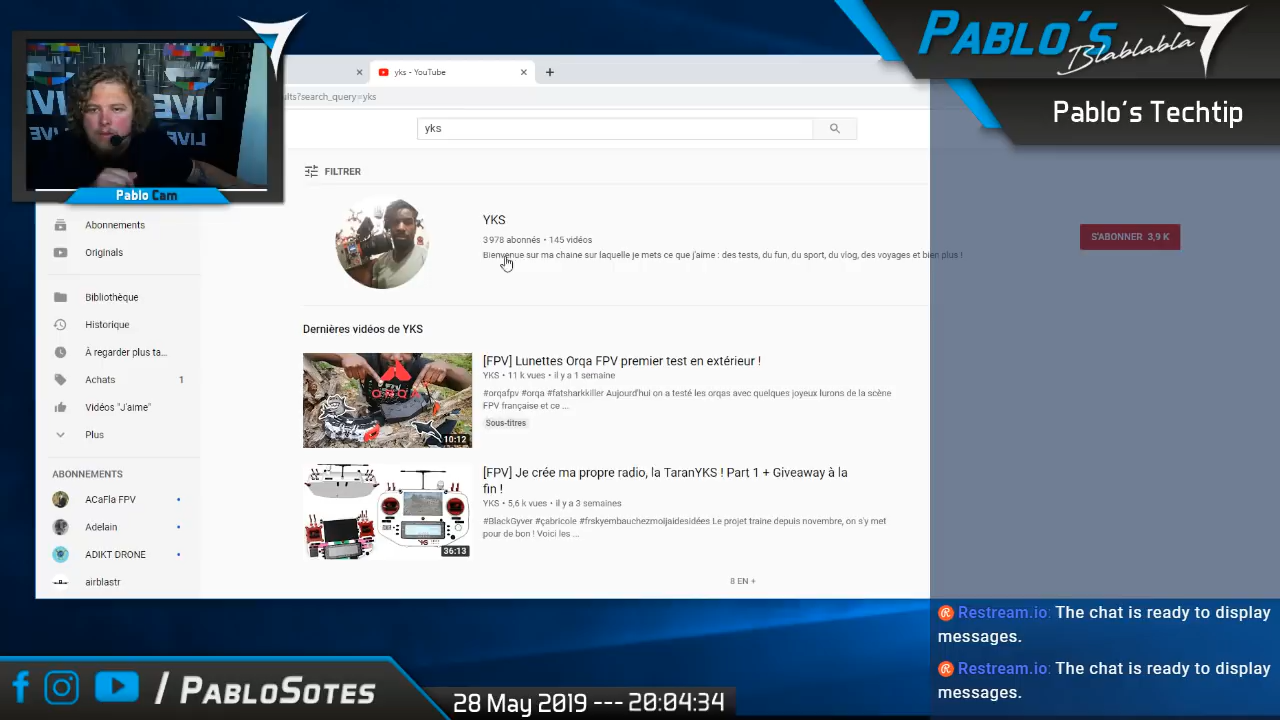 PABLO'S
Blablabla
Pablo's Techtip
LIVE
LIVE
Pablo Cam
yks - YouTube
ults?search_query=yks
yks
FILTRER
YKS
3 978 abonnés • 145 vidéos
Bienvenue sur ma chaine sur laquelle je mets ce que j'aime : des tests, du fun, du sport, du vlog, des voyages et bien plus !
S'ABONNER 3,9 K
Abonnements
Originals
Bibliothèque
Historique
À regarder plus ta...
Achats 1
Vidéos "J'aime"
Plus
ABONNEMENTS
ACaFla FPV
Adelain
ADIKT DRONE
airblastr
Dernières vidéos de YKS
ORQA
10:12
[FPV] Lunettes Orqa FPV premier test en extérieur !
YKS • 11 k vues • il y a 1 semaine
#orqafpv #orqa #fatsharkkiller Aujourd'hui on a testé les orqas avec quelques joyeux lurons de la scène
FPV française et ce ...
Sous-titres
36:13
[FPV] Je crée ma propre radio, la TaranYKS ! Part 1 + Giveaway à la
fin !
YKS • 5,6 k vues • il y a 3 semaines
#BlackGyver #çabricole #frskyembauchezmoijaidesidées Le projet traine depuis novembre, on s'y met
pour de bon ! Voici les ...
8 EN +
Restream.io: The chat is ready to display
messages.
Restream.io: The chat is ready to display
messages.
/ PABLOSOTES
28 May 2019 --- 20:04:34